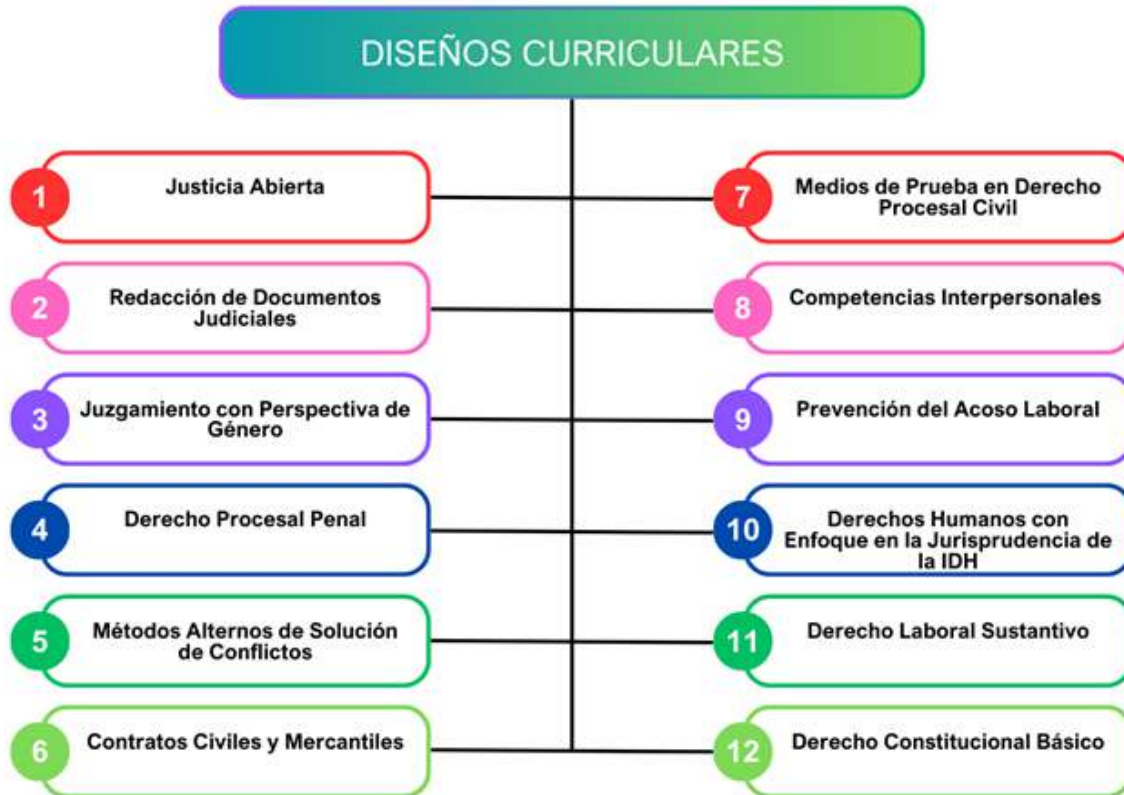 DISEÑOS CURRICULARES
1
Justicia Abierta
2
Redacción de Documentos
Judiciales
3
Juzgamiento con Perspectiva de
Género
4
Derecho Procesal Penal
5
Métodos Alternos de Solución
de Conflictos
6
Contratos Civiles y Mercantiles
7
Medios de Prueba en Derecho
Procesal Civil
8
Competencias Interpersonales
9
Prevención del Acoso Laboral
10
Derechos Humanos con
Enfoque en la Jurisprudencia de
la IDH
11
Derecho Laboral Sustantivo
12
Derecho Constitucional Básico